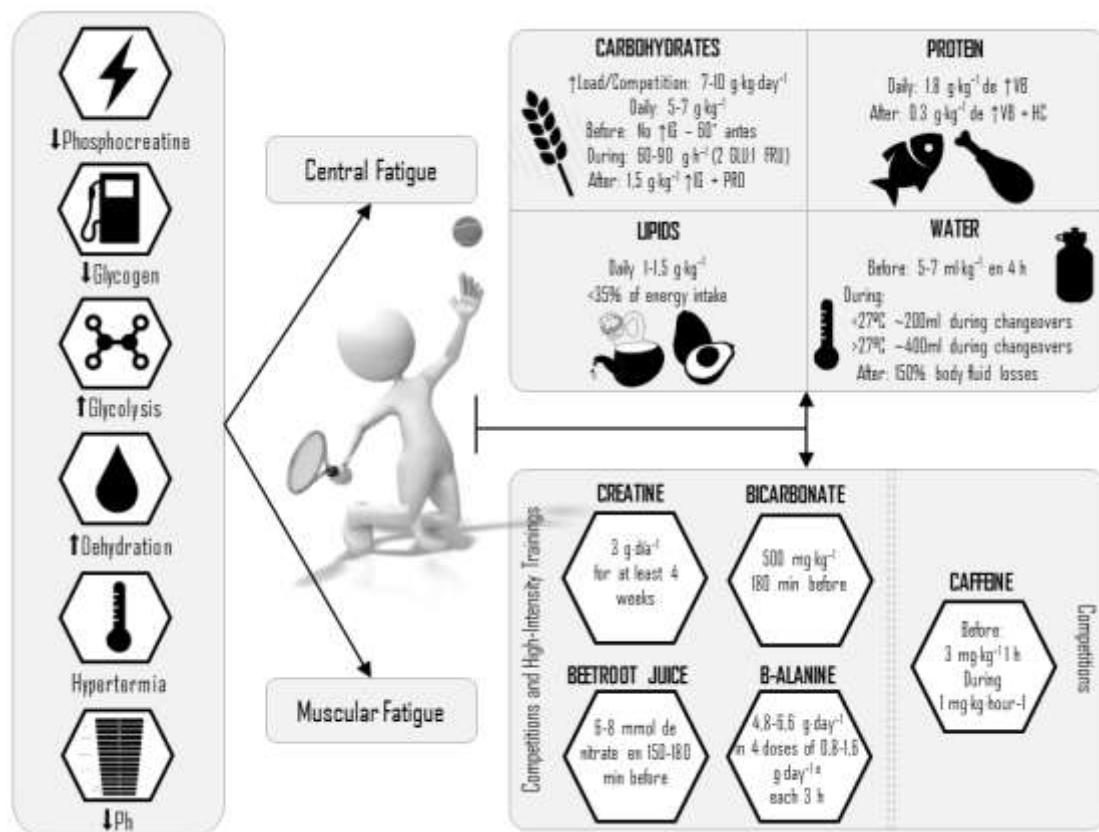 ↓Phosphocreatine
↓Glycogen
↑Glycolysis
↑Dehydration
Hypertermia
↓Ph
Central Fatigue
Muscular Fatigue
CARBOHYDRATES
↑Load/Competition: 7-10 g·kg·day⁻¹
Daily: 5-7 g·kg⁻¹
Before: No ↑IG ~ 60" antes
During: 60-90 g·h⁻¹ (2 GLU:1 FRU)
After: 1.5 g·kg⁻¹ ↑IG + PRO
PROTEIN
Daily: 1.8 g·kg⁻¹ de ↑VB
After: 0.3 g·kg⁻¹ de ↑VB + HC
LIPIDS
Daily 1-1.5 g·kg⁻¹
<35% of energy intake
WATER
Before: 5-7 ml·kg⁻¹ en 4 h
During:
<27ºC ~200ml during changeovers
>27ºC ~400ml during changeovers
After: 150% body fluid losses
Competitions and High-Intensity Trainings
CREATINE
3 g·día⁻¹
for at least 4
weeks
BICARBONATE
500 mg·kg⁻¹
180 min before
BEETROOT JUICE
6-8 mmol de
nitrate en 150-180
min before
B-ALANINE
4,8-6,6 g·day⁻¹
in 4 doses of 0,8-1,6
g·day⁻¹
each 3 h
CAFFEINE
Before:
3 mg·kg⁻¹ 1 h
During
1 mg·kg·hour-1
Competitions